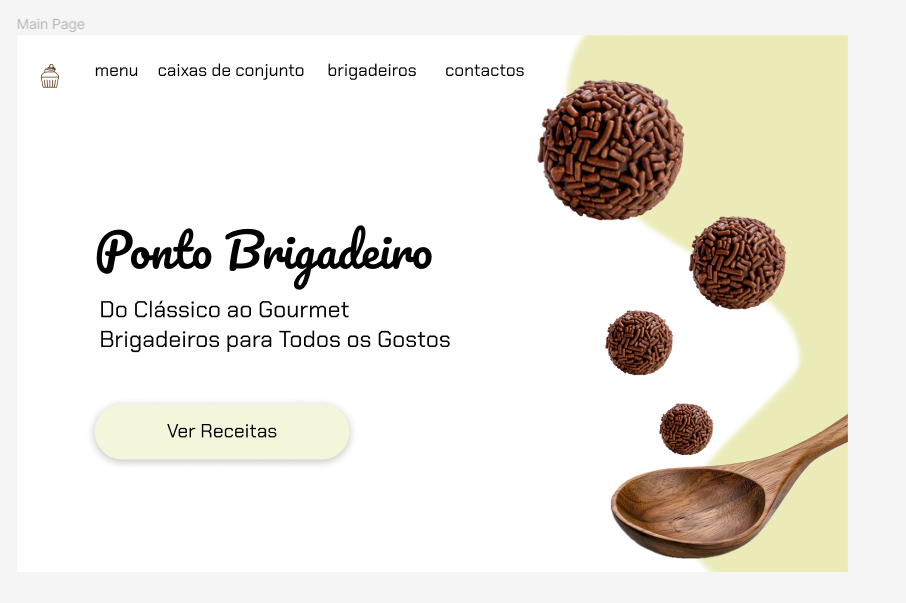 Main Page
menu caixas de conjunto brigadeiros contactos
Ponto Brigadeiro
Do Clássico ao Gourmet
Brigadeiros para Todos os Gostos
Ver Receitas